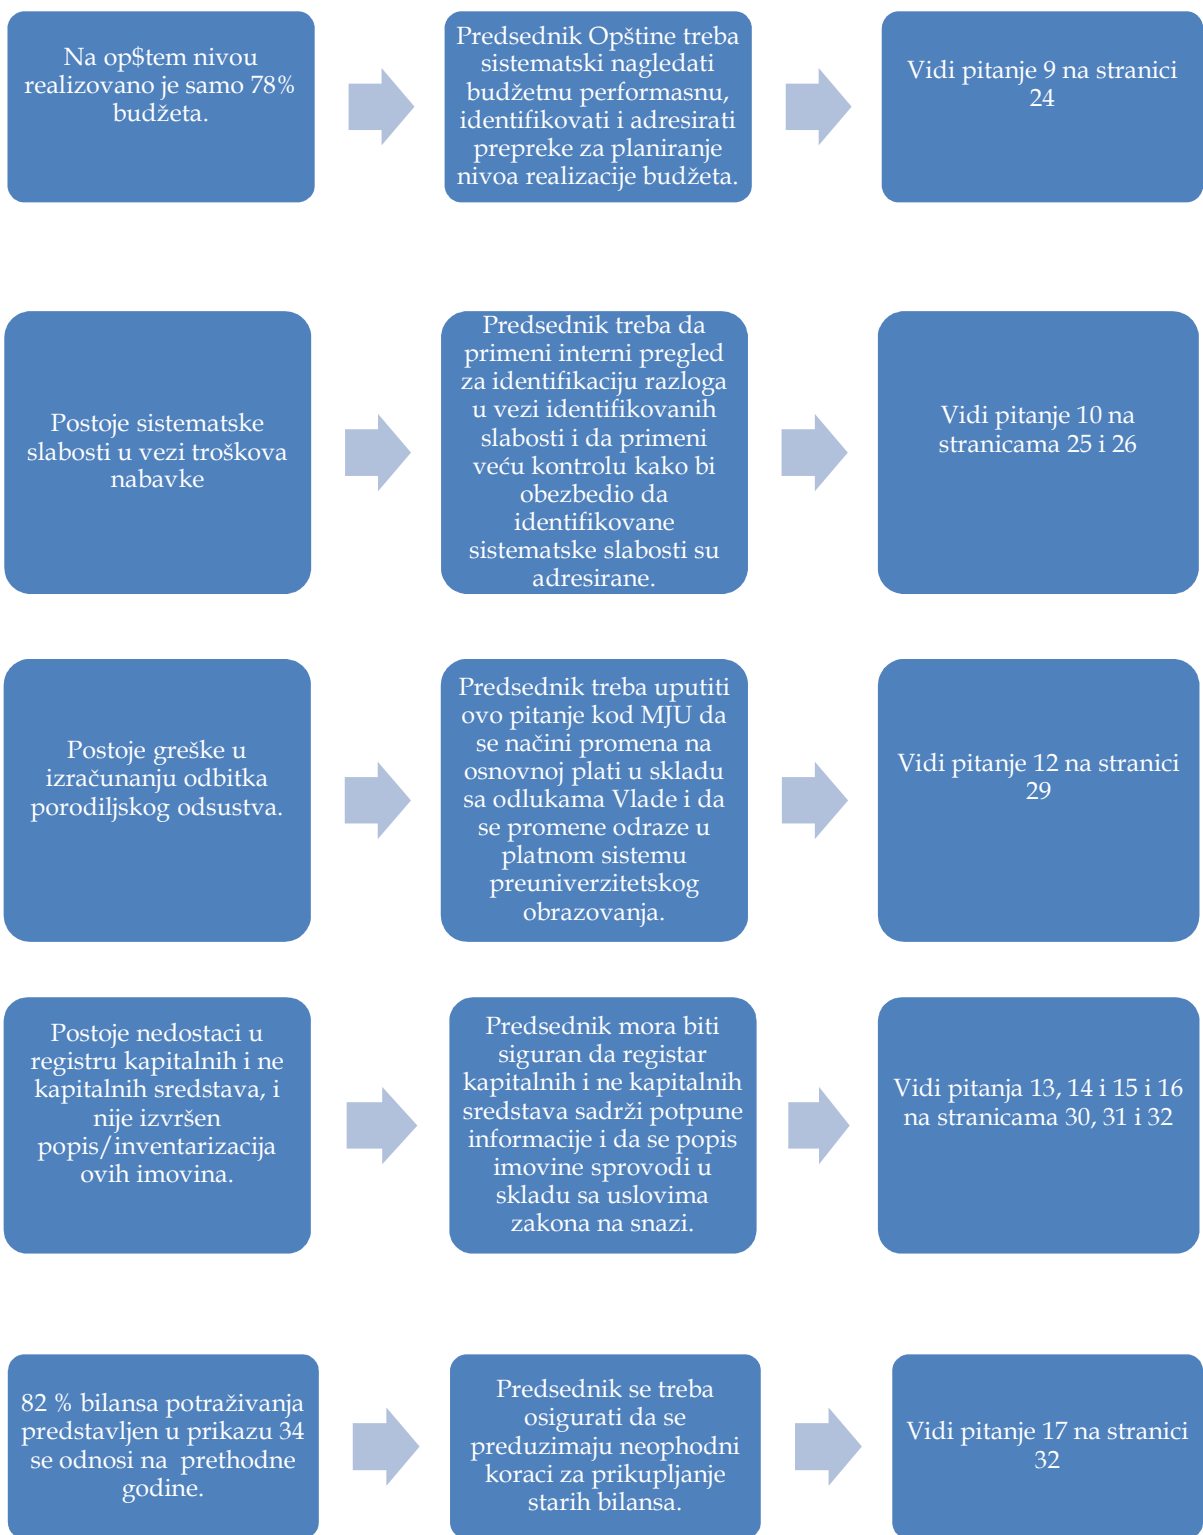 Na op$tem nivou
realizovano je samo 78%
budžeta.
Predsednik Opštine treba
sistematski nagledati
budžetnu performasnu,
identifikovati i adresirati
prepreke za planiranje
nivoa realizacije budžeta.
Vidi pitanje 9 na stranici
24
Postoje sistematske
slabosti u vezi troškova
nabavke
Predsednik treba da
primeni interni pregled
za identifikaciju razloga
u vezi identifikovanih
slabosti i da primeni
veću kontrolu kako bi
obezbedio da
identifikovane
sistematske slabosti su
adresirane.
Vidi pitanje 10 na
stranicama 25 i 26
Postoje greške u
izračunanju odbitka
porodiljskog odsustva.
Predsednik treba uputiti
ovo pitanje kod MJU da
se načini promena na
osnovnoj plati u skladu
sa odlukama Vlade i da
se promene odraze u
platnom sistemu
preuniverzitetskog
obrazovanja.
Vidi pitanje 12 na stranici
29
Postoje nedostaci u
registru kapitalnih i ne
kapitalnih sredstava, i
nije izvršen
popis/inventarizacija
ovih imovina.
Predsednik mora biti
siguran da registar
kapitalnih i ne kapitalnih
sredstava sadrži potpune
informacije i da se popis
imovine sprovodi u
skladu sa uslovima
zakona na snazi.
Vidi pitanja 13, 14 i 15 i 16
na stranicama 30, 31 i 32
82 % bilansa potraživanja
predstavljen u prikazu 34
se odnosi na prethodne
godine.
Predsednik se treba
osigurati da se
preduzimaju neophodni
koraci za prikupljanje
starih bilansa.
Vidi pitanje 17 na stranici
32